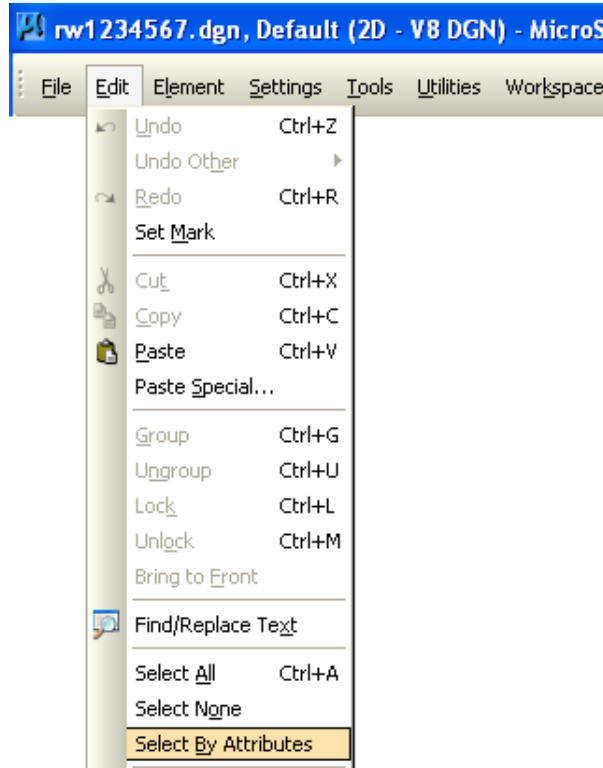 rw1234567.dgn, Default (2D - V8 DGN) - MicroS
File Edit Element Settings Tools Utilities Workspace
Undo Ctrl+Z
Undo Other
Redo Ctrl+R
Set Mark
Cut Ctrl+X
Copy Ctrl+C
Paste Ctrl+V
Paste Special...
Group Ctrl+G
Ungroup Ctrl+U
Lock Ctrl+L
Unlock Ctrl+M
Bring to Front
Find/Replace Text
Select All Ctrl+A
Select None
Select By Attributes